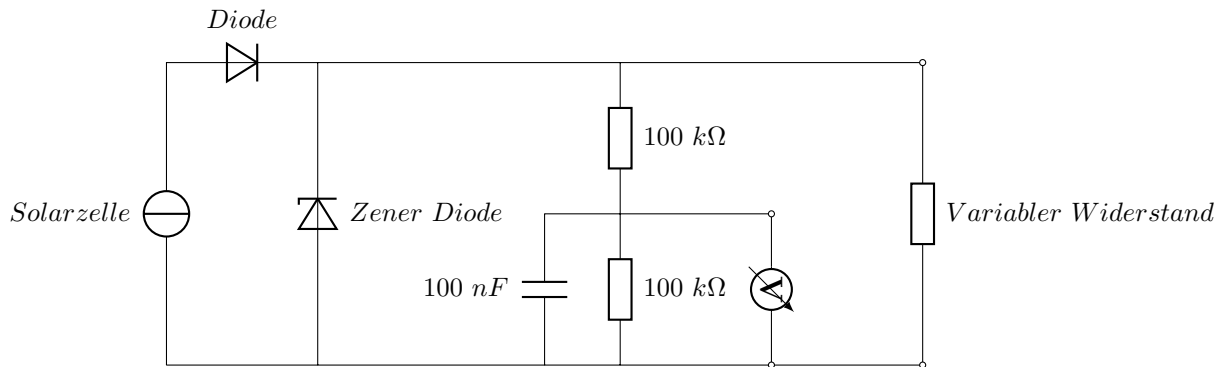 Diode
100 kΩ
Solarzelle
Zener Diode
Variabler Widerstand
100 nF
100 kΩ
V